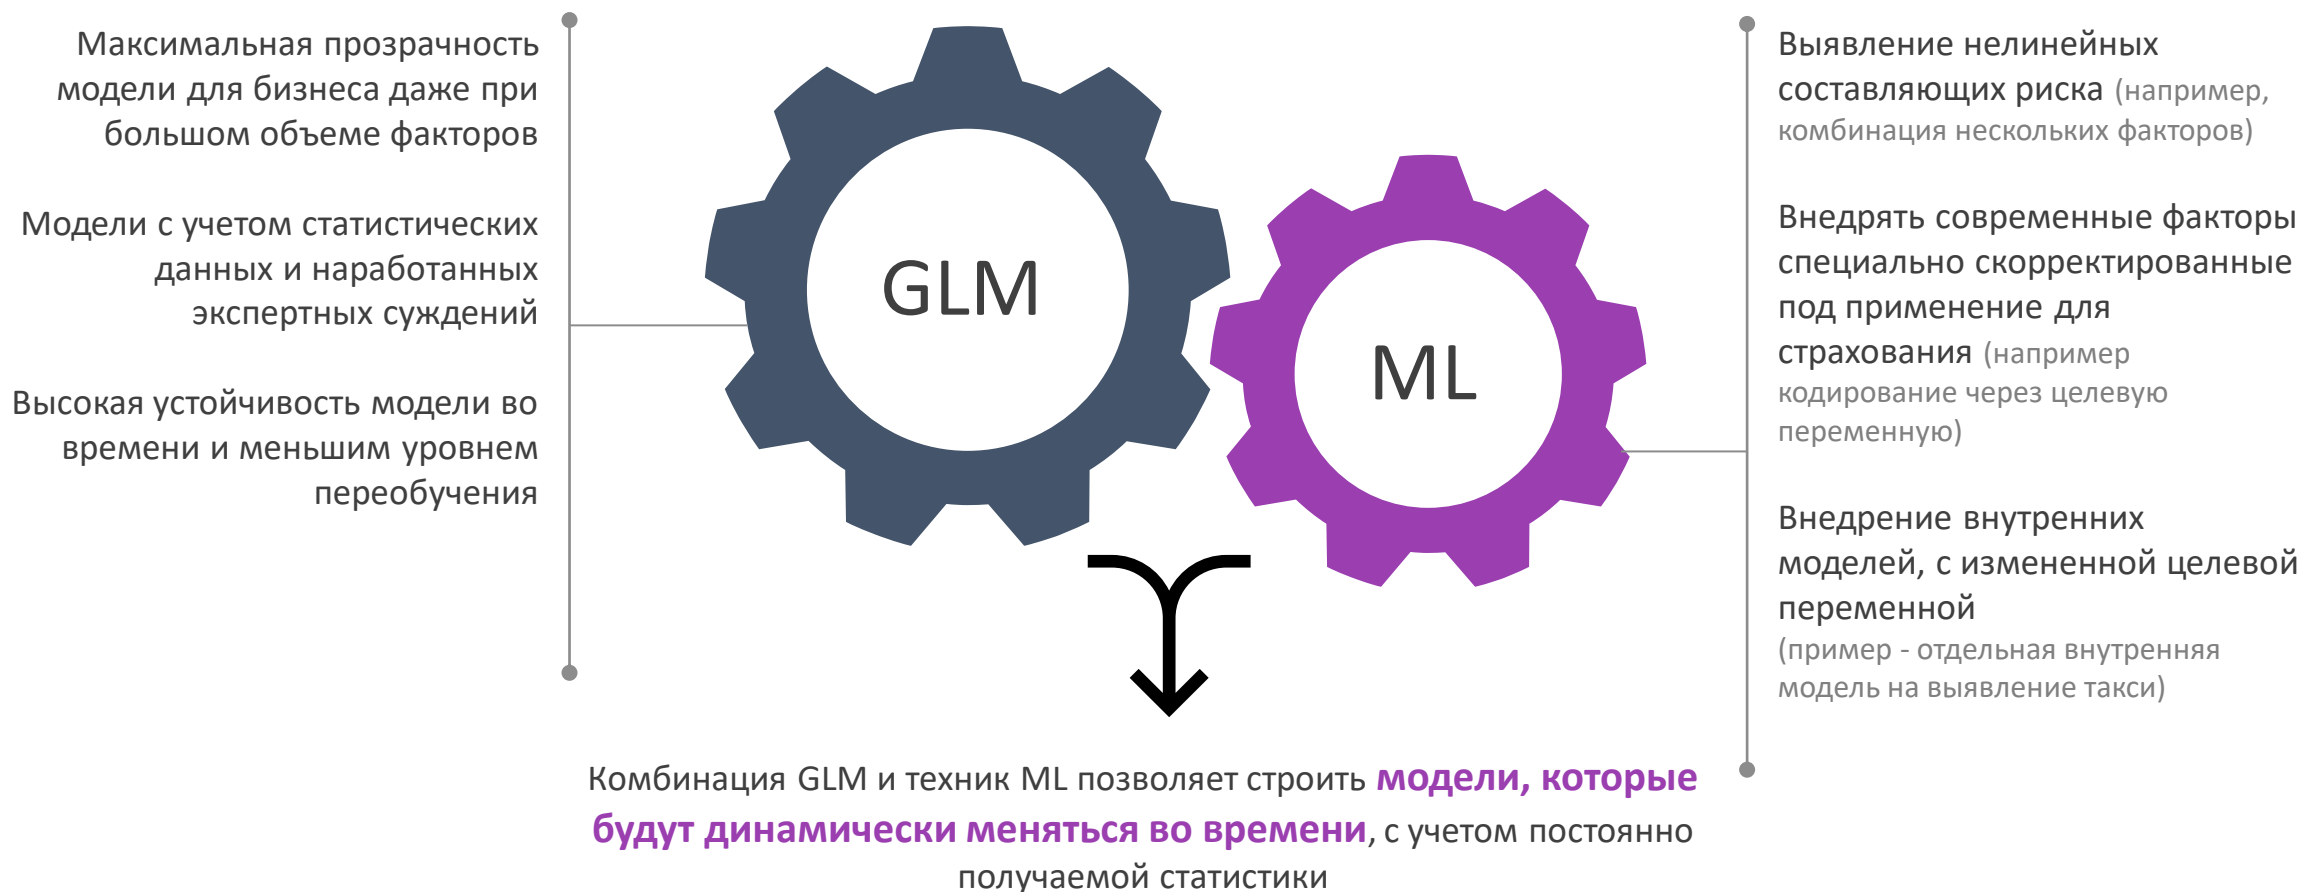 Максимальная прозрачность
модели для бизнеса даже при
большом объеме факторов
Модели с учетом статистических
данных и наработанных
экспертных суждений
Высокая устойчивость модели во
времени и меньшим уровнем
переобучения
GLM
ML
Выявление нелинейных
составляющих риска (например,
комбинация нескольких факторов)
Внедрять современные факторы
специально скорректированные
под применение для
страхования (например
кодирование через целевую
переменную)
Внедрение внутренних
моделей, с измененной целевой
переменной
(пример - отдельная внутренняя
модель на выявление такси)
Комбинация GLM и техник ML позволяет строить модели, которые
будут динамически меняться во времени, с учетом постоянно
получаемой статистики